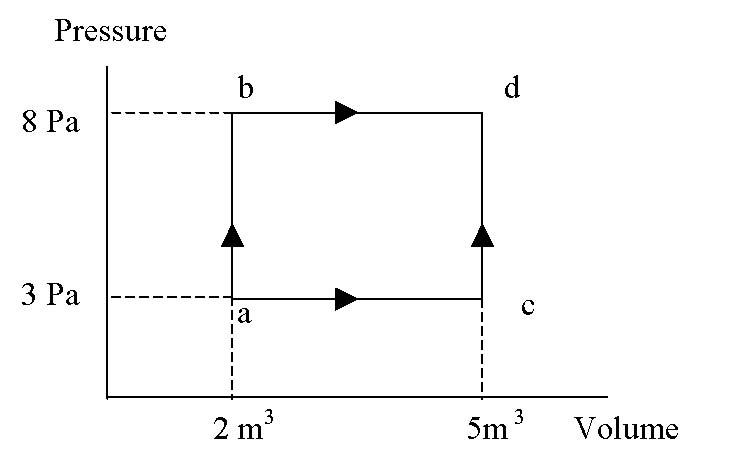 Pressure
b d
8 Pa
3 Pa
a c
2 m³ 5m³ Volume